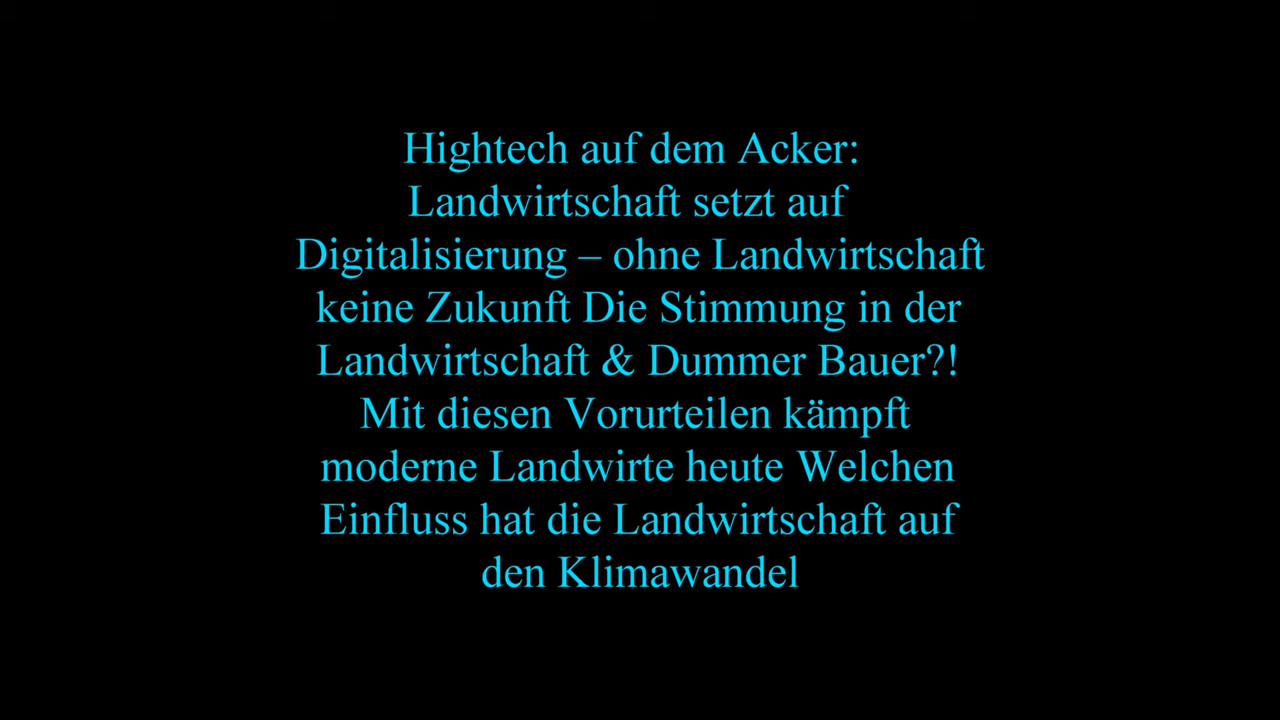 Hightech auf dem Acker:
Landwirtschaft setzt auf
Digitalisierung – ohne Landwirtschaft
keine Zukunft Die Stimmung in der
Landwirtschaft & Dummer Bauer?!
Mit diesen Vorurteilen kämpft
moderne Landwirte heute Welchen
Einfluss hat die Landwirtschaft auf
den Klimawandel